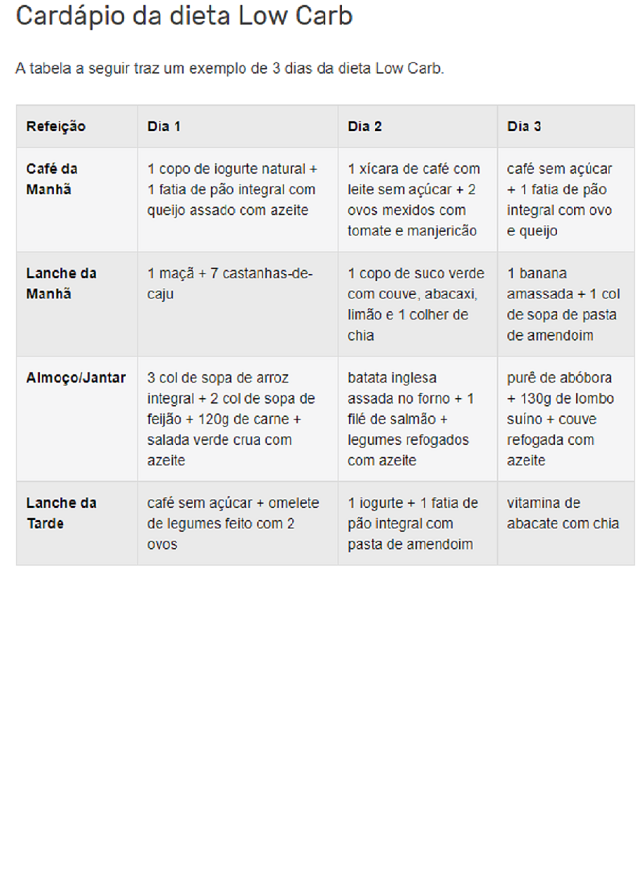 Cardápio da dieta Low Carb
A tabela a seguir traz um exemplo de 3 dias da dieta Low Carb.
Refeição Dia 1 Dia 2 Dia 3
Café da
Manhã
1 copo de iogurte natural +
1 fatia de pão integral com
queijo assado com azeite
1 xícara de café com
leite sem açúcar + 2
ovos mexidos com
tomate e manjericão
café sem açúcar
+ 1 fatia de pão
integral com ovo
e queijo
Lanche da
Manhã
1 maçã + 7 castanhas-de-
caju
1 copo de suco verde
com couve, abacaxi,
limão e 1 colher de
chia
1 banana
amassada + 1 col
de sopa de pasta
de amendoim
Almoço/Jantar
3 col de sopa de arroz
integral + 2 col de sopa de
feijão + 120g de carne +
salada verde crua com
azeite
batata inglesa
assada no forno + 1
filé de salmão +
legumes refogados
com azeite
purê de abóbora
+ 130g de lombo
suíno + couve
refogada com
azeite
Lanche da
Tarde
café sem açúcar + omelete
de legumes feito com 2
ovos
1 iogurte + 1 fatia de
pão integral com
pasta de amendoim
vitamina de
abacate com chia